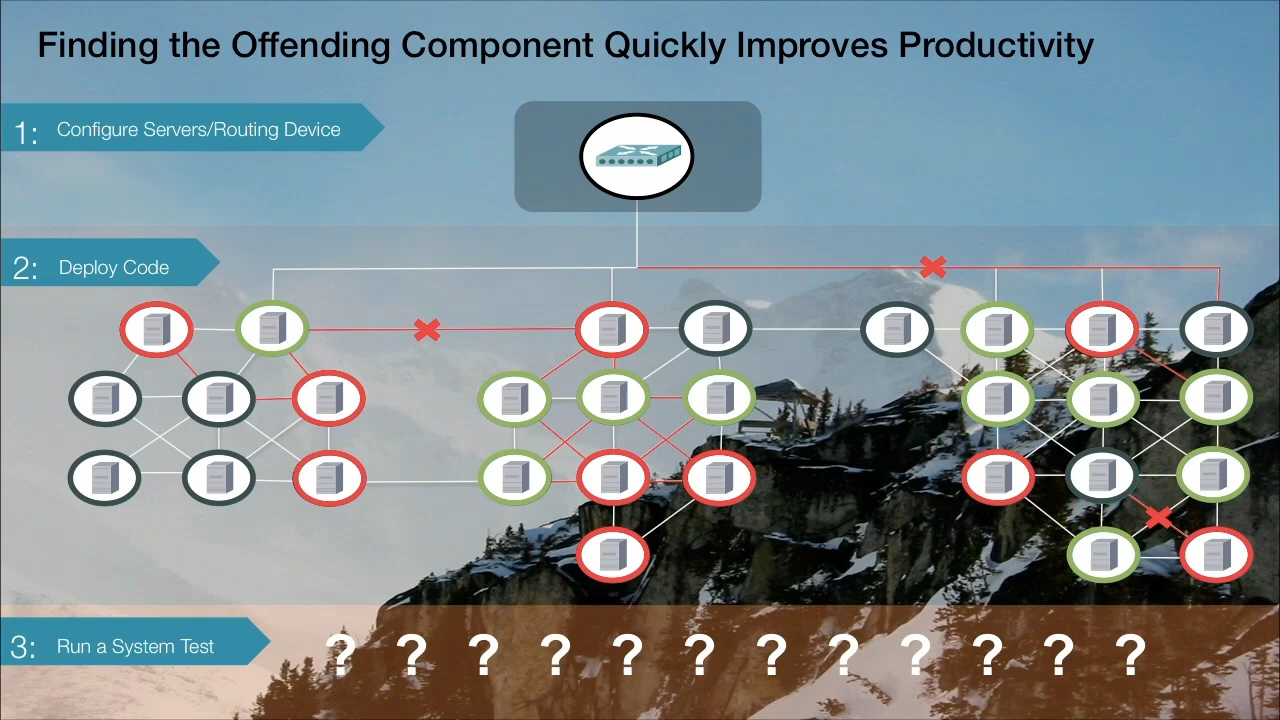 Finding the Offending Component Quickly Improves Productivity
1: Configure Servers/Routing Device
2: Deploy Code
3: Run a System Test
? ? ? ? ? ? ? ? ? ? ? ?